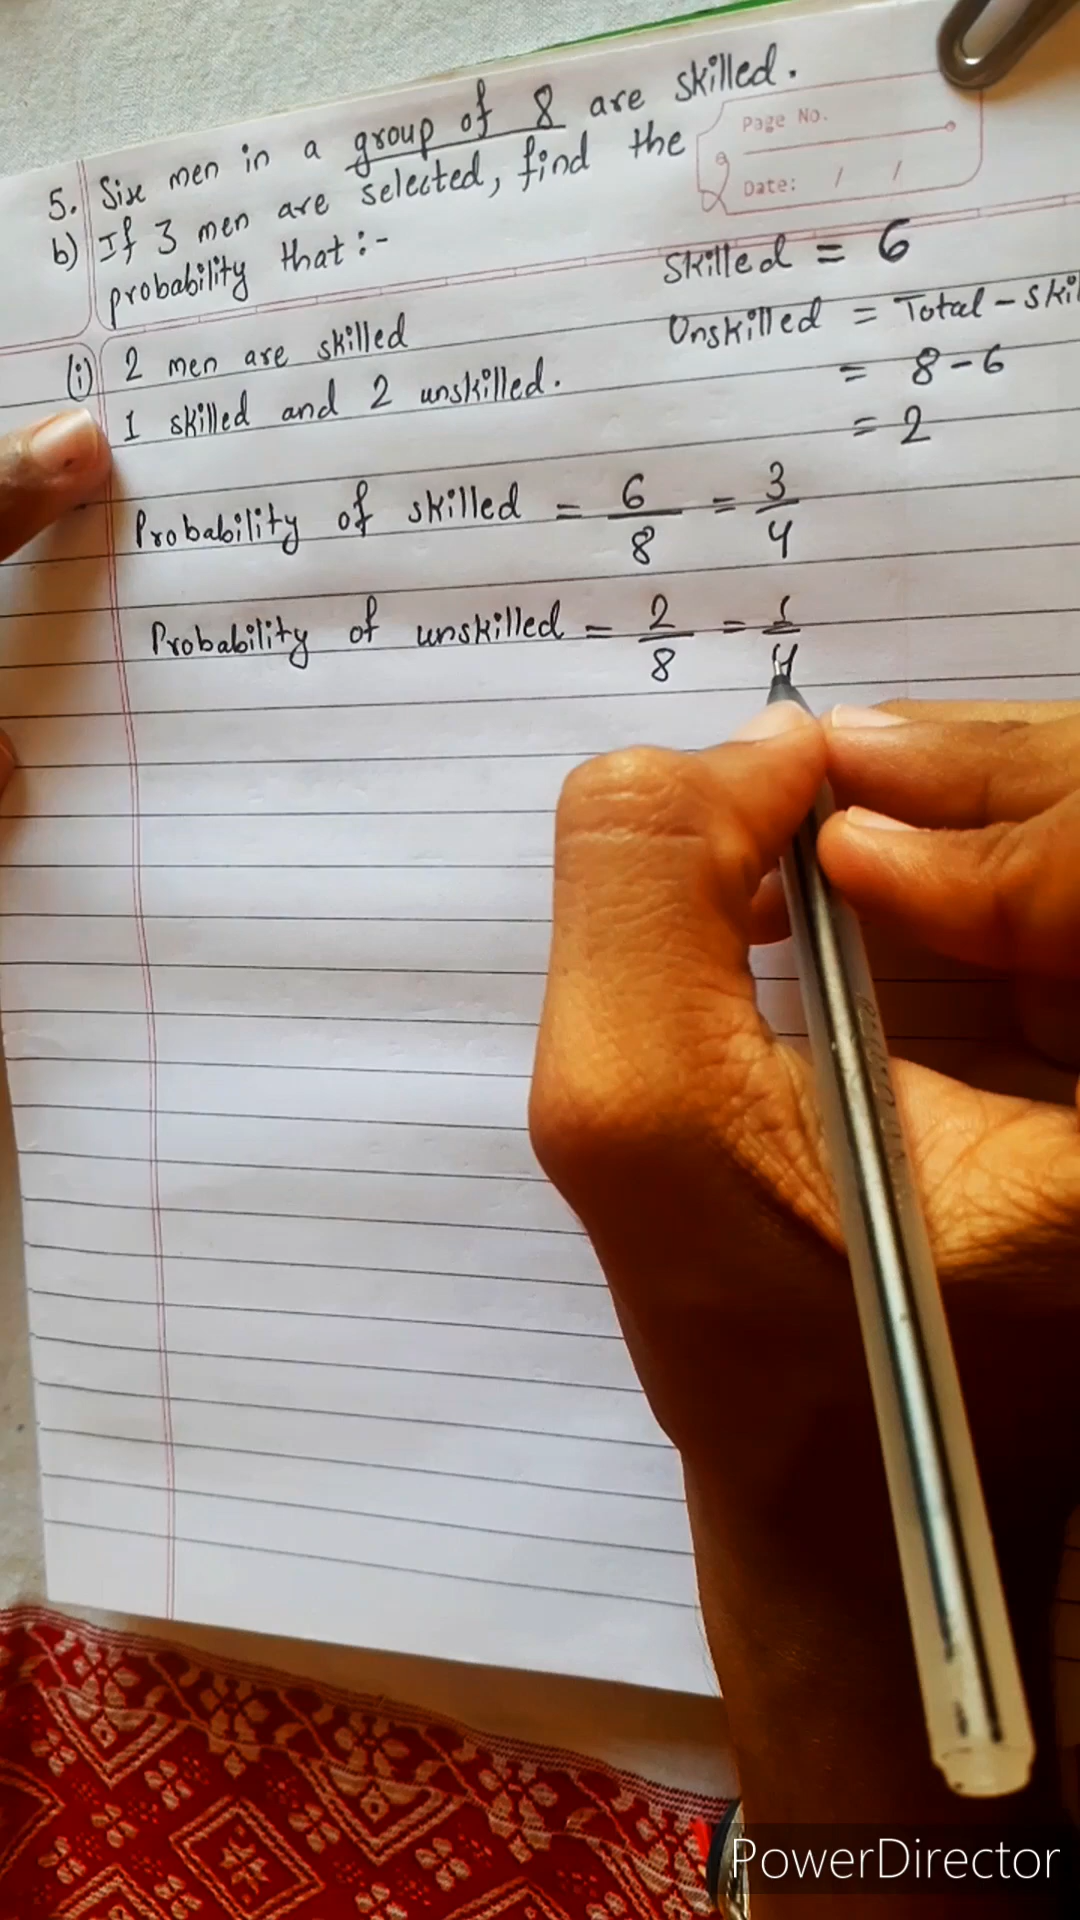 5. Six men in a group of 8 are skilled.
b) If 3 men are selected, find the
probability that :-
Page No.
Date: / /
(i) 2 men are skilled
1 skilled and 2 unskilled.
Skilled = 6
Unskilled = Total - Skil
= 8 - 6
= 2
Probability of skilled = 6/8 = 3/4
Probability of unskilled = 2/8 = 1/4
PowerDirector